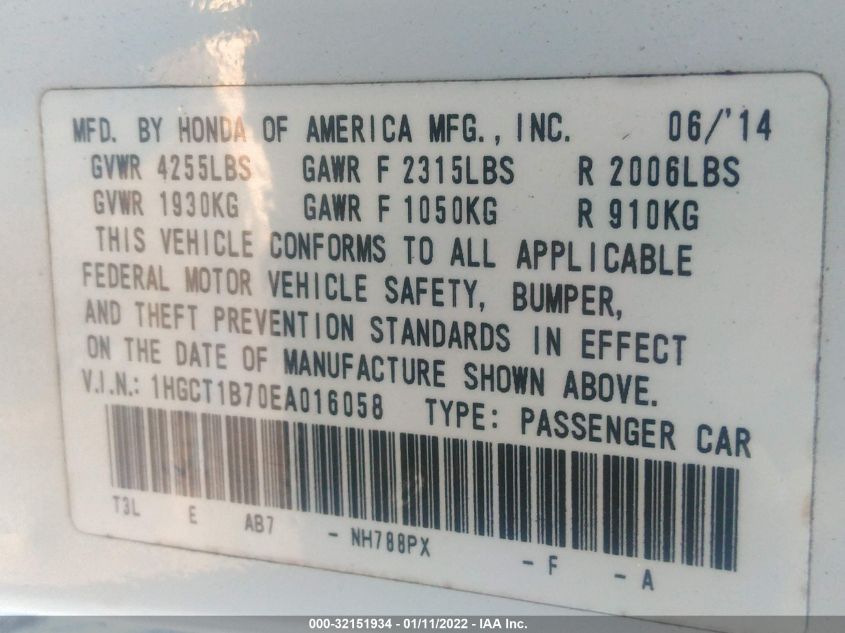 MFD. BY HONDA OF AMERICA MFG., INC. 06/'14
GVWR 4255LBS GAWR F 2315LBS R 2006LBS
GVWR 1930KG GAWR F 1050KG R 910KG
THIS VEHICLE CONFORMS TO ALL APPLICABLE
FEDERAL MOTOR VEHICLE SAFETY, BUMPER,
AND THEFT PREVENTION STANDARDS IN EFFECT
ON THE DATE OF MANUFACTURE SHOWN ABOVE.
V.I.N.: 1HGCT1B70EA016058 TYPE: PASSENGER CAR
T3L E AB7 - NH788PX - F - A
000-32151934 - 01/11/2022 - IAA Inc.